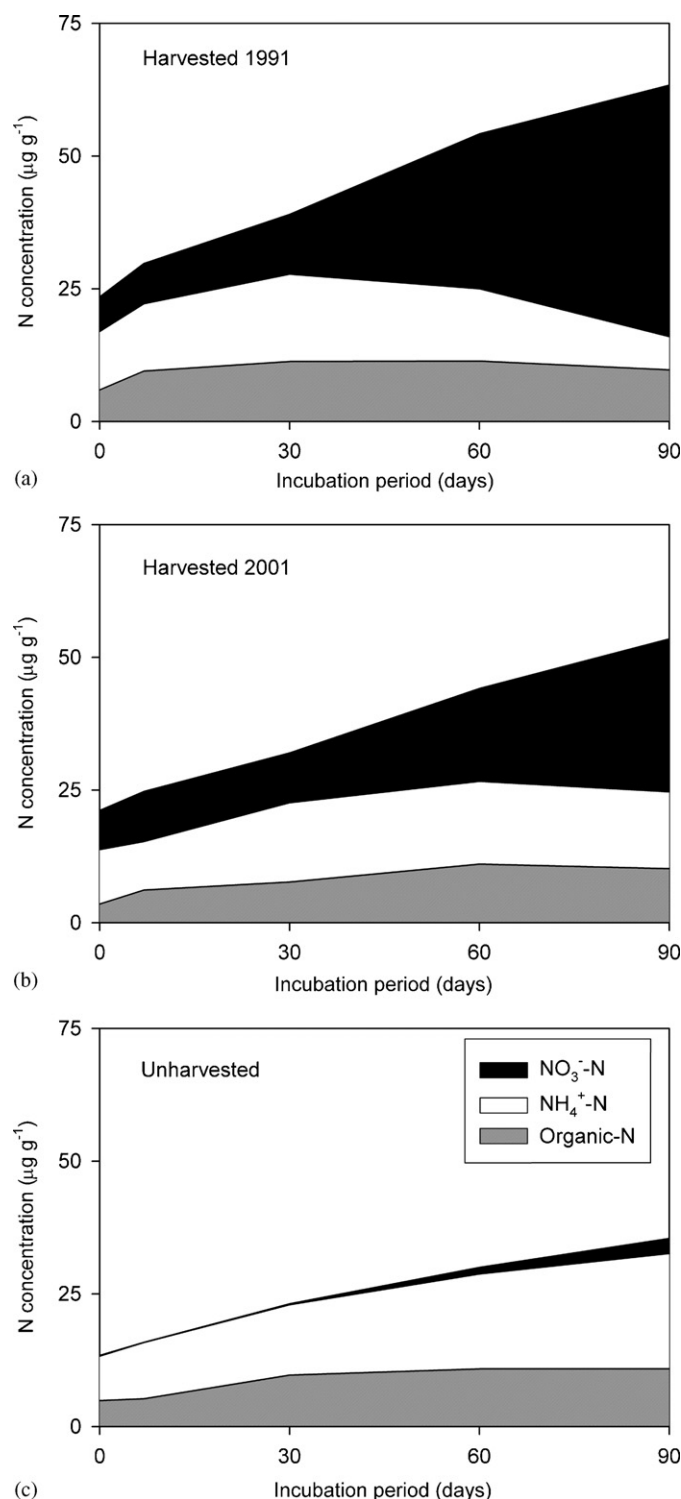 75
Harvested 1991
50
25
0
N concentration (µg g⁻¹)
0 30 60 90
Incubation period (days)
(a)
75
Harvested 2001
50
25
0
N concentration (µg g⁻¹)
0 30 60 90
Incubation period (days)
(b)
75
Unharvested
NO₃⁻-N
NH₄⁺-N
Organic-N
50
25
0
N concentration (µg g⁻¹)
0 30 60 90
Incubation period (days)
(c)